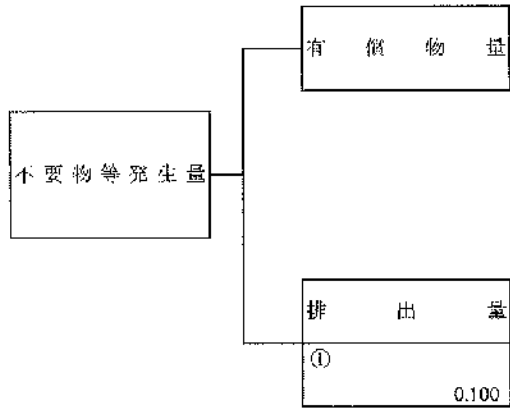 有償物量
不要物等発生量
排出量
①
0.100